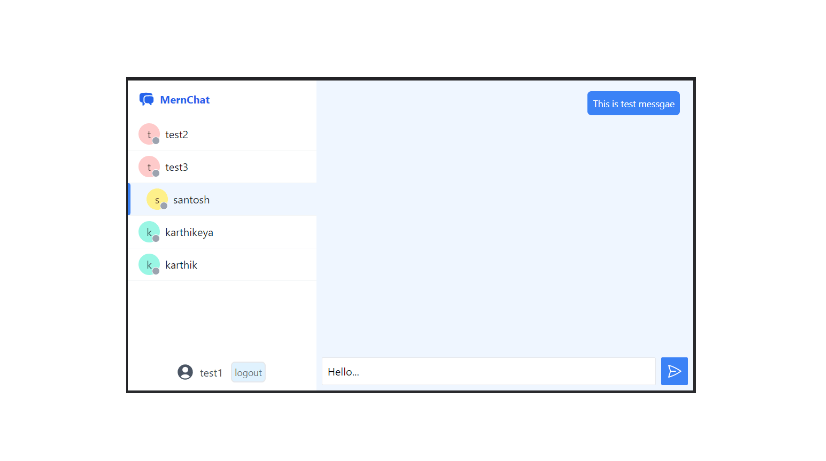 MernChat
t test2
t test3
s santosh
k karthikeya
k karthik
test1 logout
This is test messgae
Hello...